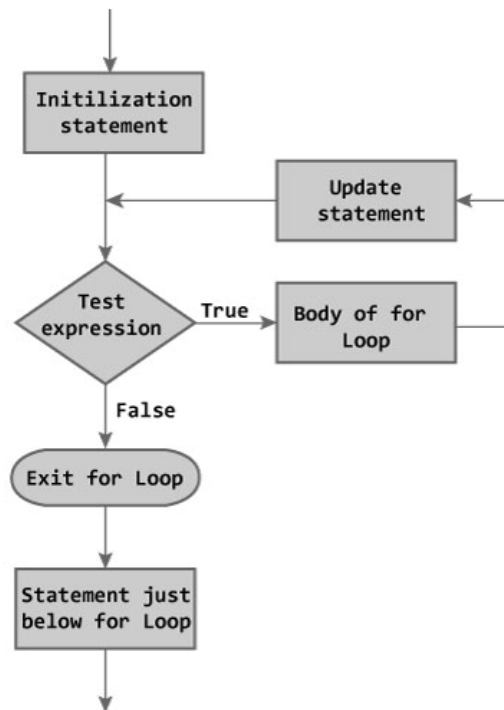 Initilization
statement
Update
statement
Test
expression
True
Body of for
Loop
False
Exit for Loop
Statement just
below for Loop